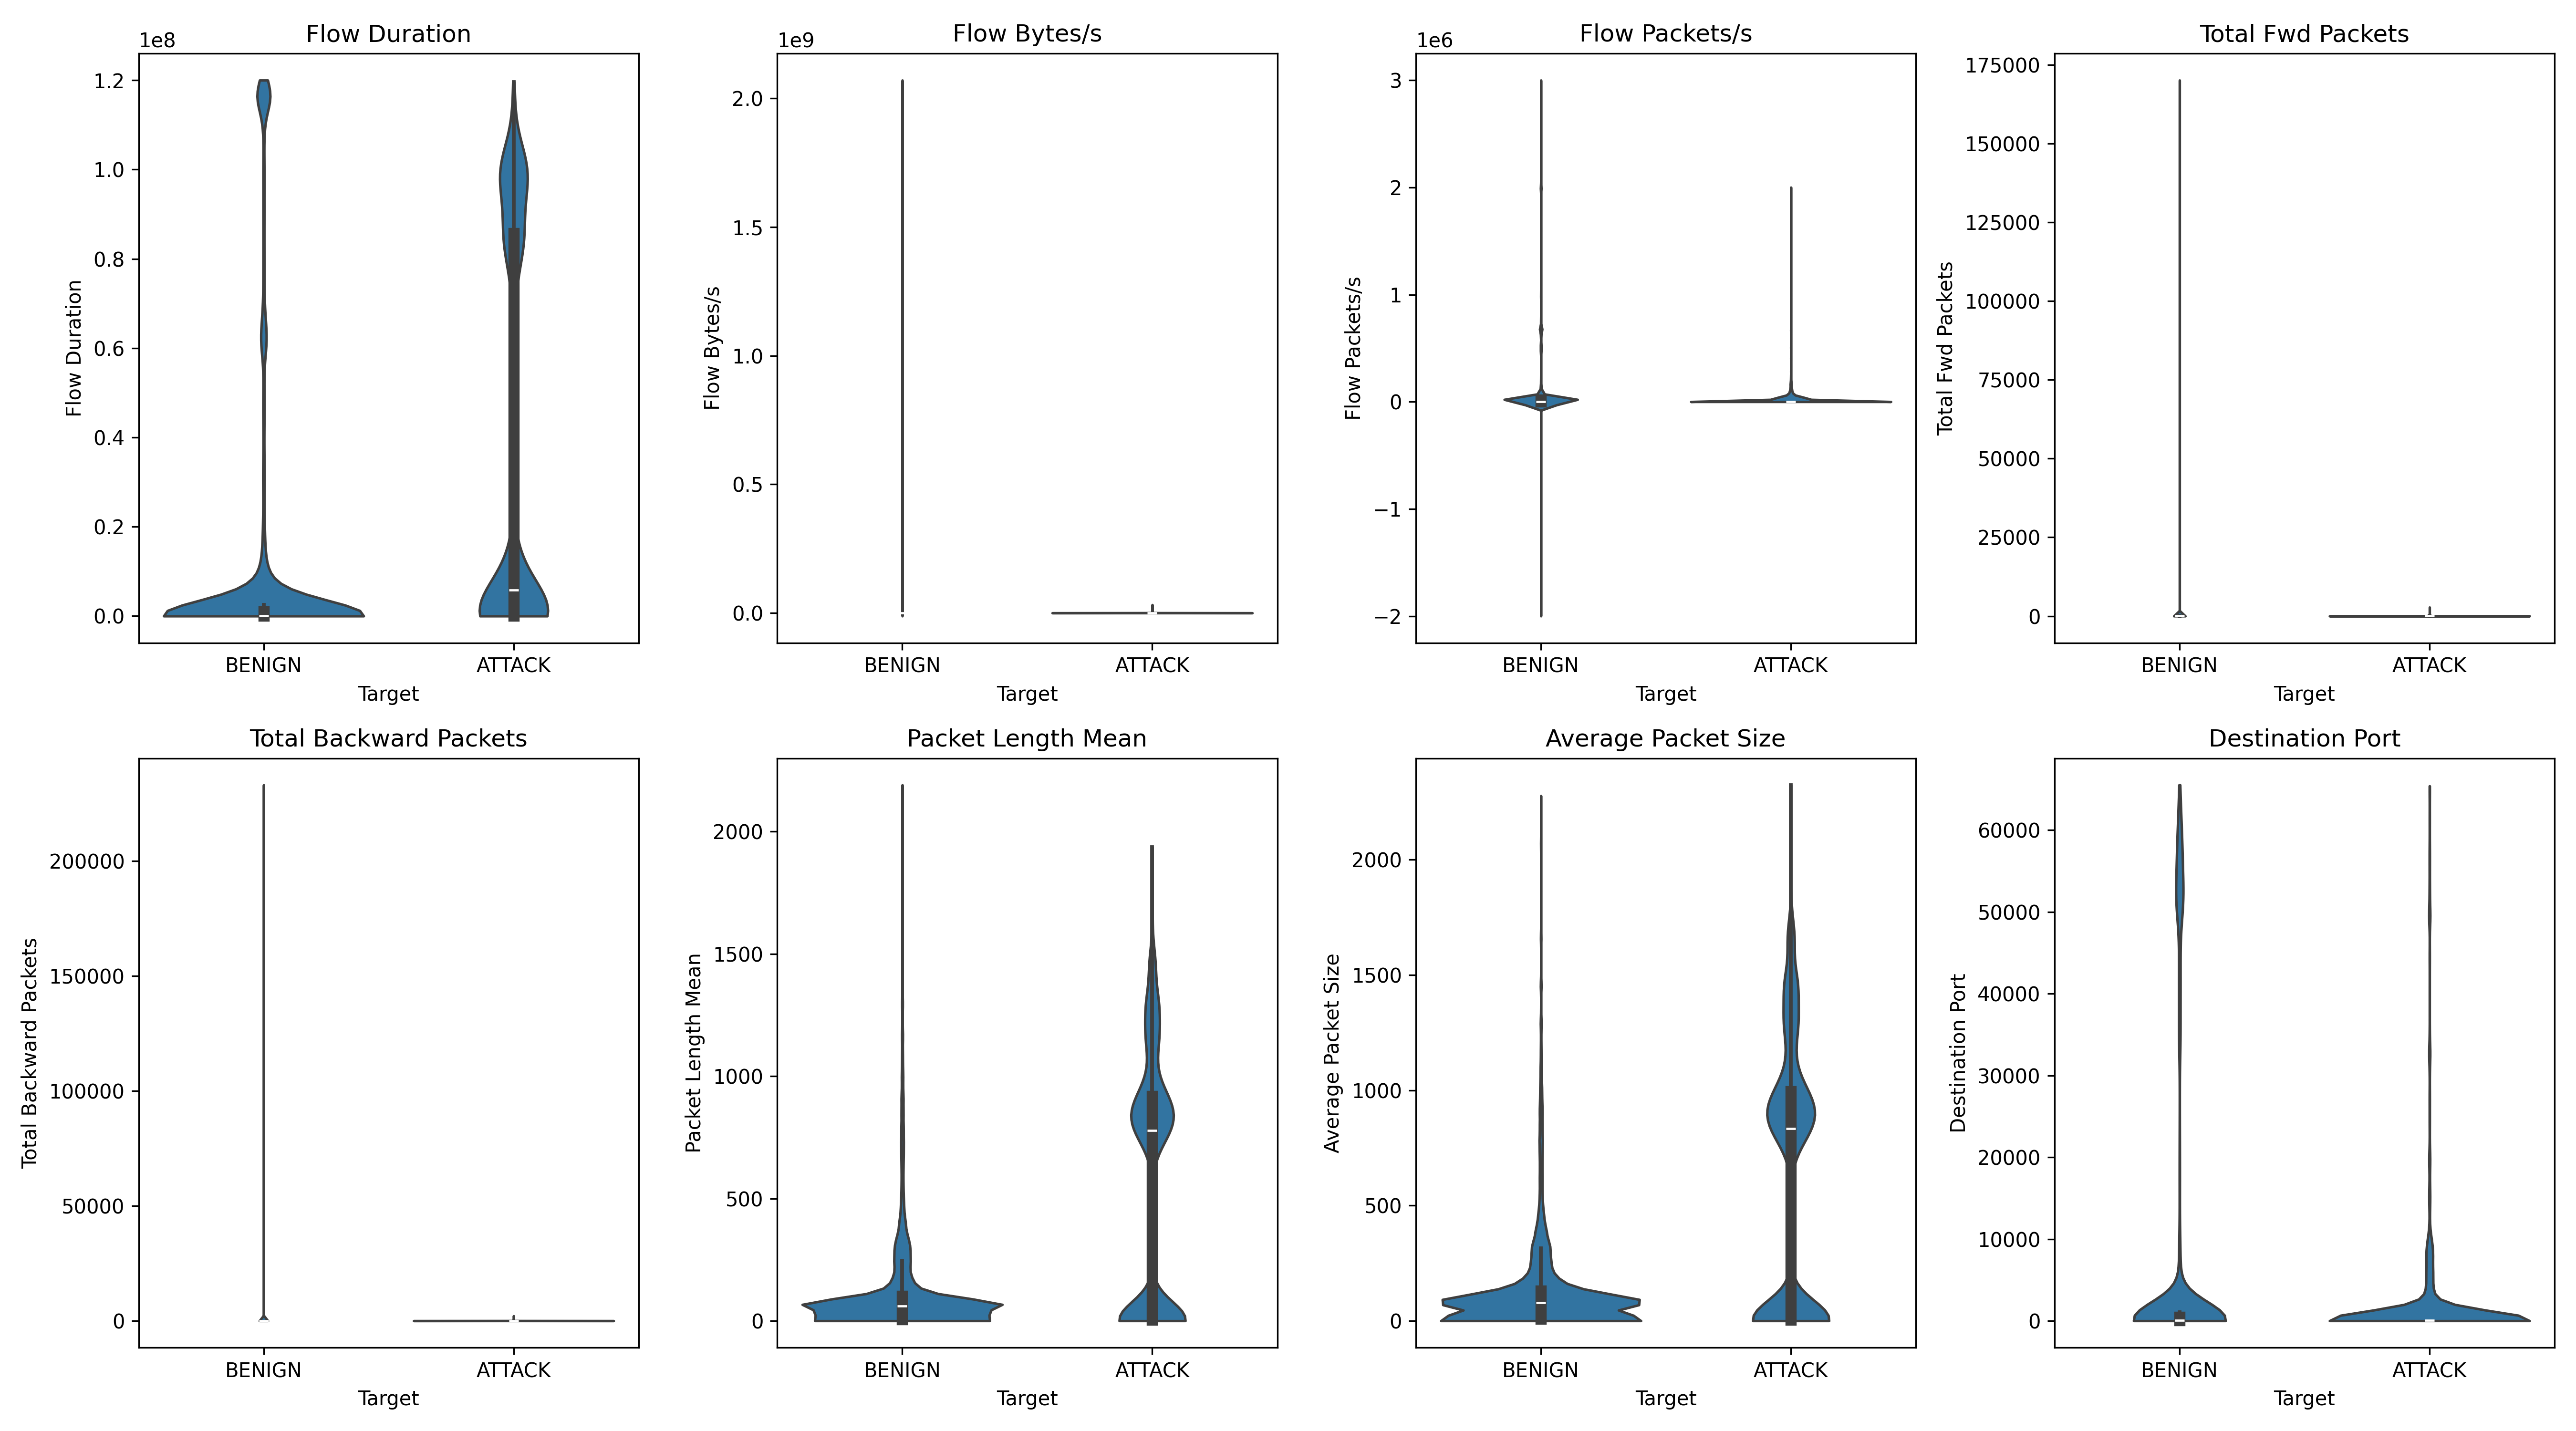 Flow Duration
1e8
1.2
1.0
0.8
0.6
0.4
0.2
0.0
Flow Duration
BENIGN
ATTACK
Target
Flow Bytes/s
1e9
2.0
1.5
1.0
0.5
0.0
Flow Bytes/s
BENIGN
ATTACK
Target
Flow Packets/s
1e6
3
2
1
0
−1
−2
Flow Packets/s
BENIGN
ATTACK
Target
Total Fwd Packets
175000
150000
125000
100000
75000
50000
25000
0
Total Fwd Packets
BENIGN
ATTACK
Target
Total Backward Packets
200000
150000
100000
50000
0
Total Backward Packets
BENIGN
ATTACK
Target
Packet Length Mean
2000
1500
1000
500
0
Packet Length Mean
BENIGN
ATTACK
Target
Average Packet Size
2000
1500
1000
500
0
Average Packet Size
BENIGN
ATTACK
Target
Destination Port
60000
50000
40000
30000
20000
10000
0
Destination Port
BENIGN
ATTACK
Target